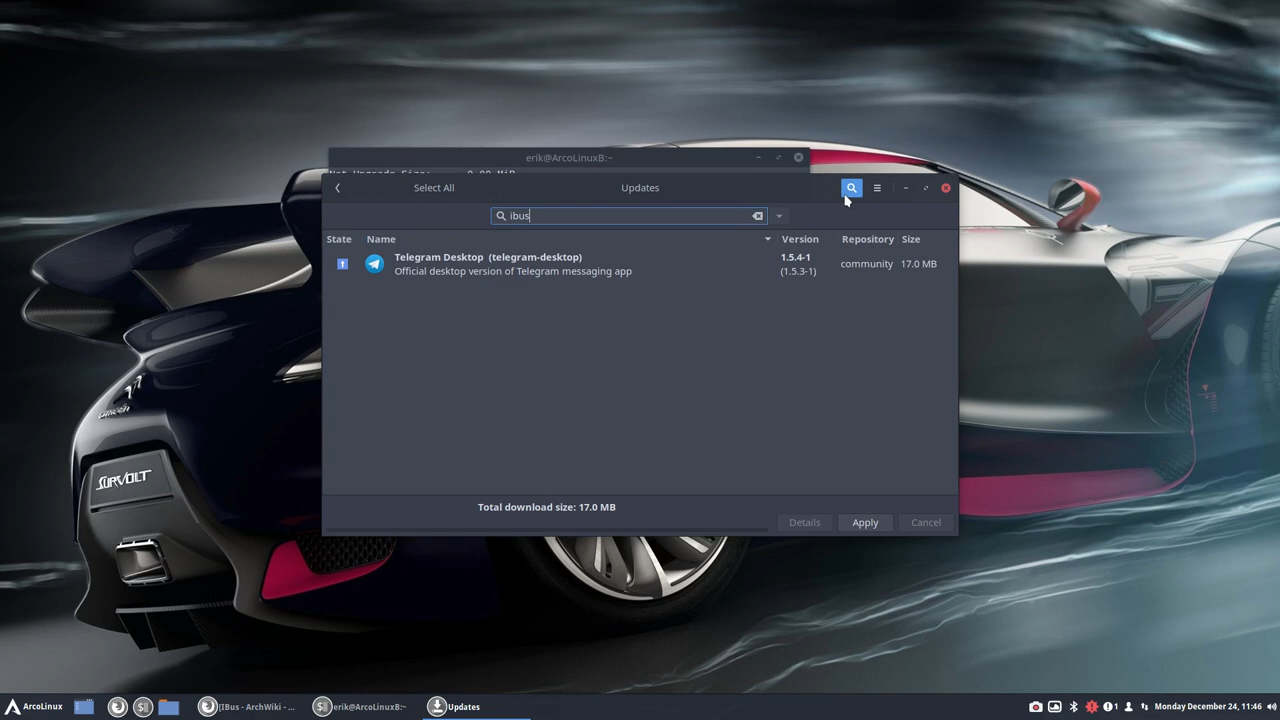 erik@ArcoLinuxB:~
Select All
Updates
ibus
State
Name
Version
Repository
Size
Telegram Desktop (telegram-desktop)
Official desktop version of Telegram messaging app
1.5.4-1
(1.5.3-1)
community
17.0 MB
Total download size: 17.0 MB
Details
Apply
Cancel
SURVOLT
ArcoLinux
[IBus - ArchWiki - ...
erik@ArcoLinuxB:~
Updates
1
Monday December 24, 11:46